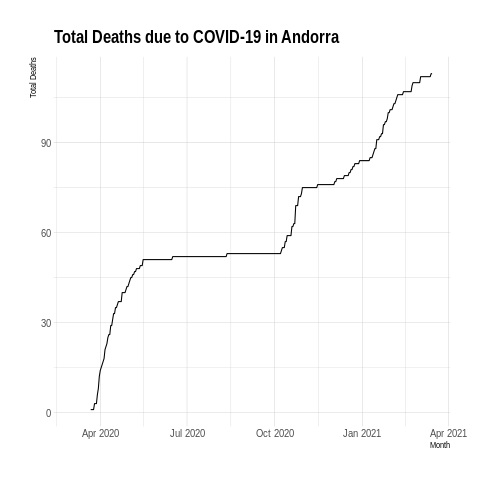 Total Deaths due to COVID-19 in Andorra
Total Deaths
90
60
30
0
Apr 2020 Jul 2020 Oct 2020 Jan 2021 Apr 2021
Month